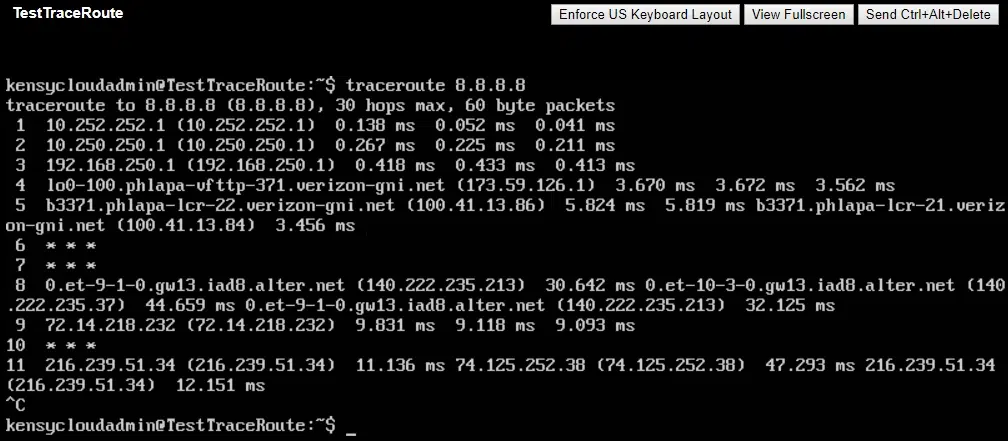 TestTraceRoute
Enforce US Keyboard Layout View Fullscreen Send Ctrl+Alt+Delete
kensycloudadmin@TestTraceRoute:~$ traceroute 8.8.8.8
traceroute to 8.8.8.8 (8.8.8.8), 30 hops max, 60 byte packets
 1  10.252.252.1 (10.252.252.1)  0.138 ms  0.052 ms  0.041 ms
 2  10.250.250.1 (10.250.250.1)  0.267 ms  0.225 ms  0.211 ms
 3  192.168.250.1 (192.168.250.1)  0.418 ms  0.433 ms  0.413 ms
 4  lo0-100.phlapa-vfttp-371.verizon-gni.net (173.59.126.1)  3.670 ms  3.672 ms  3.562 ms
 5  b3371.phlapa-lcr-22.verizon-gni.net (100.41.13.86)  5.824 ms  5.819 ms b3371.phlapa-lcr-21.veriz
on-gni.net (100.41.13.84)  3.456 ms
 6  * * *
 7  * * *
 8  0.et-9-1-0.gw13.iad8.alter.net (140.222.235.213)  30.642 ms 0.et-10-3-0.gw13.iad8.alter.net (140
.222.235.37)  44.659 ms 0.et-9-1-0.gw13.iad8.alter.net (140.222.235.213)  32.125 ms
 9  72.14.218.232 (72.14.218.232)  9.831 ms  9.118 ms  9.093 ms
10  * * *
11  216.239.51.34 (216.239.51.34)  11.136 ms 74.125.252.38 (74.125.252.38)  47.293 ms 216.239.51.34
(216.239.51.34)  12.151 ms
^C
kensycloudadmin@TestTraceRoute:~$ _